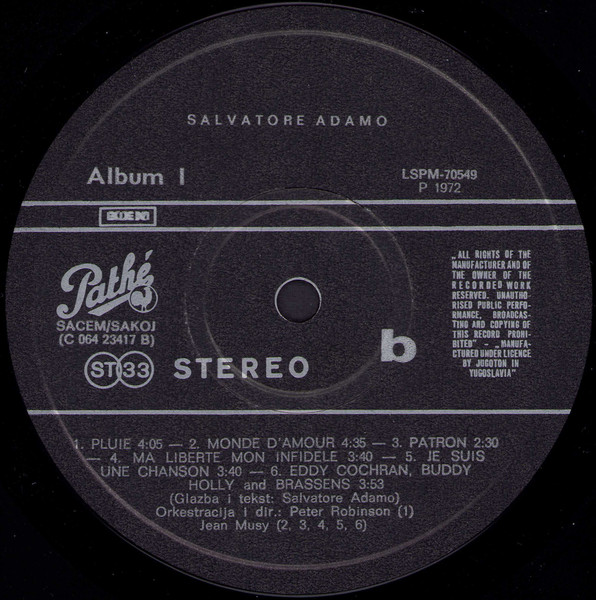 SALVATORE ADAMO
Album I
LSPM-70549
P 1972
Pathé
SACEM/SAKOJ
(C 064 23417 B)
ST 33
STEREO
b
„ALL RIGHTS OF THE
MANUFACTURER AND OF
THE OWNER OF THE
RECORDED WORK
RESERVED. UNAUTHO-
RISED PUBLIC PERFO-
RMANCE, BROADCAS-
TING AND COPYING OF
THIS RECORD PROHI-
BITED" - „MANUFA-
CTURED UNDER LICENCE
BY JUGOTON IN
YUGOSLAVIA"
1. PLUIE 4:05 — 2. MONDE D'AMOUR 4:35 — 3. PATRON 2:30
— 4. MA LIBERTE MON INFIDELE 3:40 — 5. JE SUIS
UNE CHANSON 3:40 — 6. EDDY COCHRAN, BUDDY
HOLLY and BRASSENS 3:53
(Glazba i tekst: Salvatore Adamo)
Orkestracija i dir.: Peter Robinson (1)
Jean Musy (2, 3, 4, 5, 6)